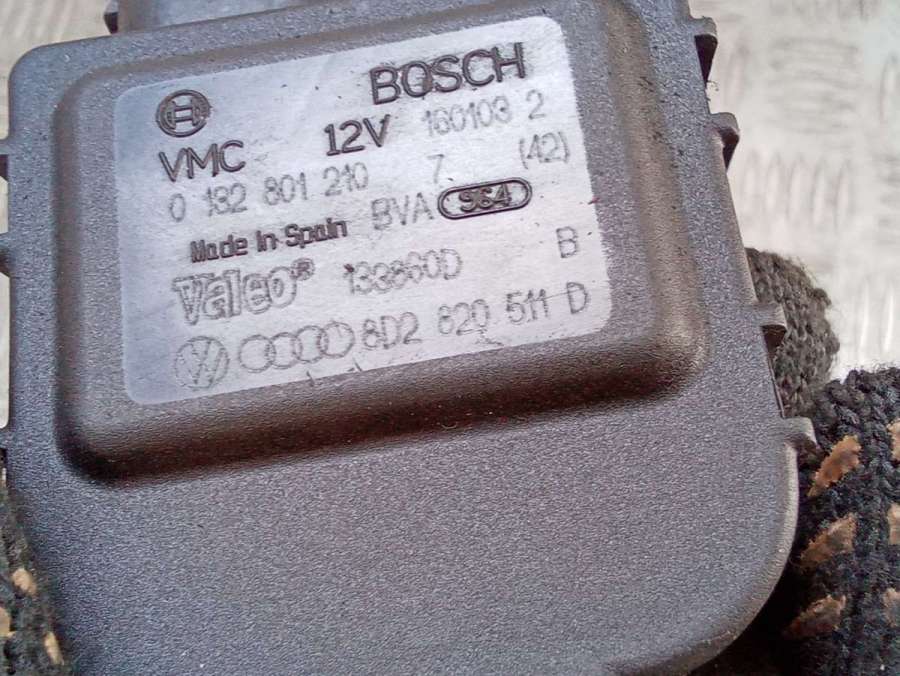 BOSCH
VMC 12V 160103 2
0 132 801 210 7 (42)
Made in Spain BVA 964
Valeo® 133860D B
8D2 820 511 D